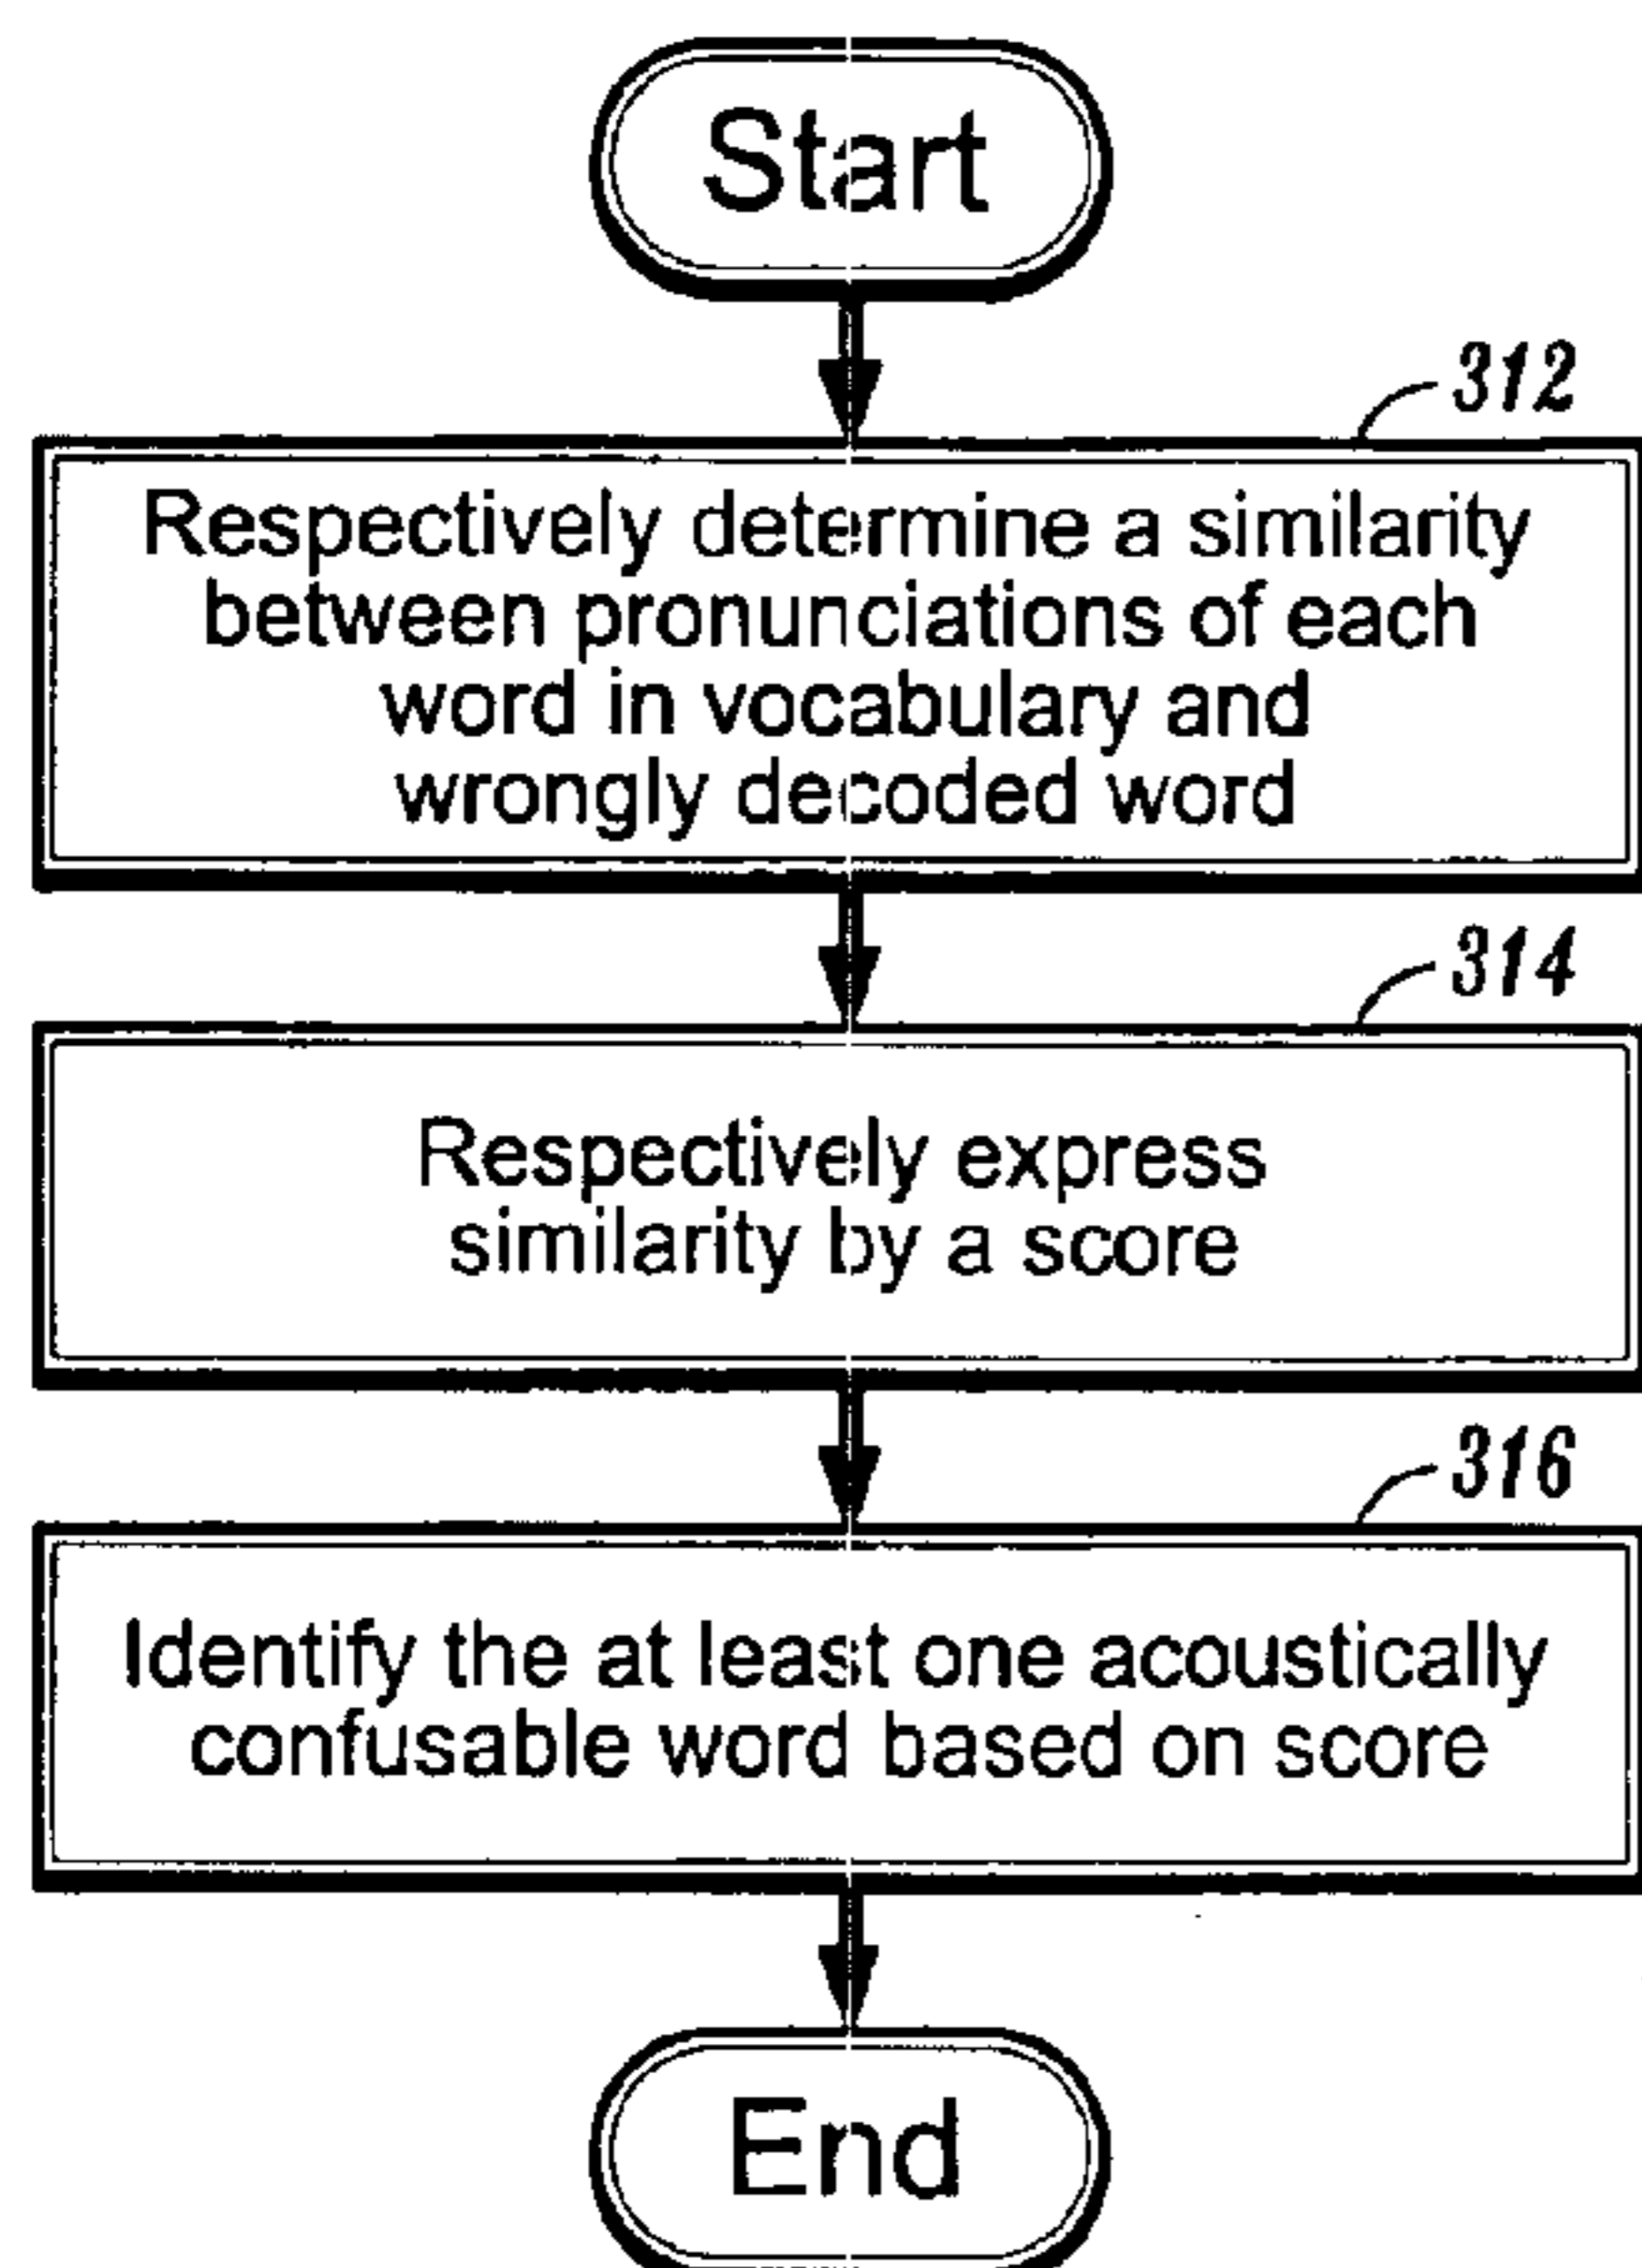 Start
312
Respectively determine a similarity
between pronunciations of each
word in vocabulary and
wrongly decoded word
314
Respectively express
similarity by a score
316
Identify the at least one acoustically
confusable word based on score
End